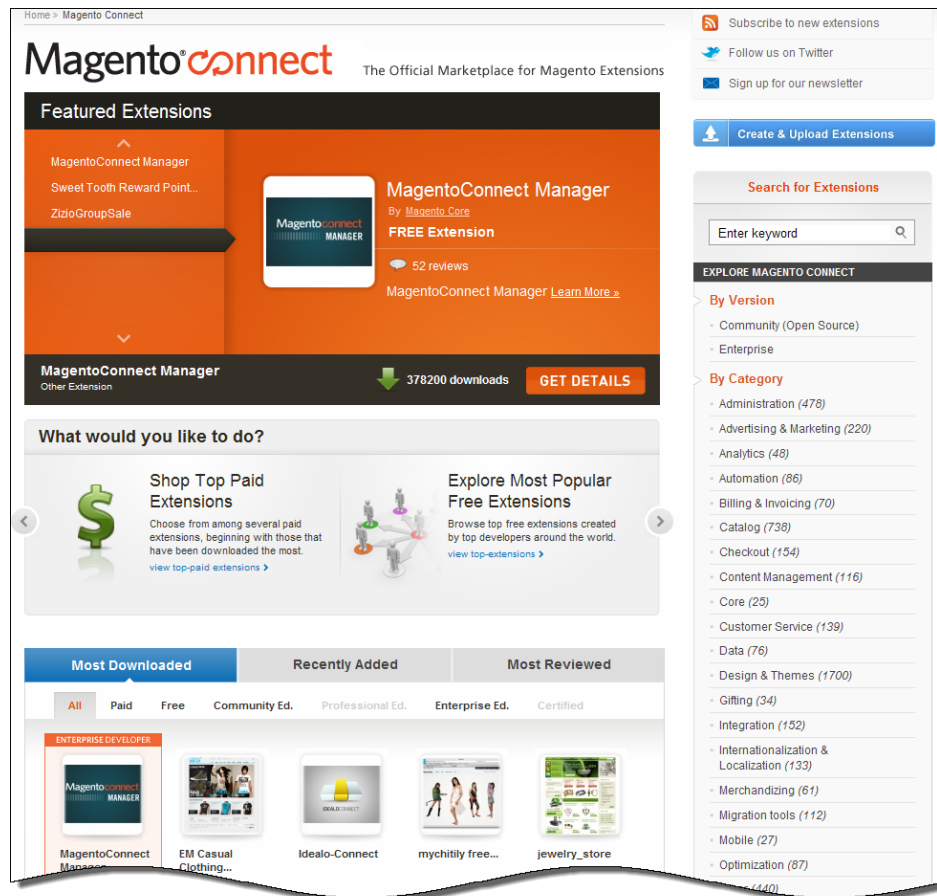 Home » Magento Connect
Magento® connect
The Official Marketplace for Magento Extensions
Featured Extensions
MagentoConnect Manager
Sweet Tooth Reward Point...
ZizioGroupSale
Magentoconnect
MANAGER
MagentoConnect Manager
By Magento Core
FREE Extension
52 reviews
MagentoConnect Manager Learn More »
MagentoConnect Manager
Other Extension
378200 downloads
GET DETAILS
What would you like to do?
Shop Top Paid
Extensions
Choose from among several paid
extensions, beginning with those that
have been downloaded the most.
view top-paid extensions
Explore Most Popular
Free Extensions
Browse top free extensions created
by top developers around the world.
view top-extensions
Most Downloaded
Recently Added
Most Reviewed
All
Paid
Free
Community Ed.
Professional Ed.
Enterprise Ed.
Certified
ENTERPRISE DEVELOPER
Magentoconnect
MANAGER
MagentoConnect
Manager
EM Casual
Clothing...
IDEALOCONNECT
Idealo-Connect
mychitily free...
jewelry_store
Subscribe to new extensions
Follow us on Twitter
Sign up for our newsletter
Create & Upload Extensions
Search for Extensions
Enter keyword
EXPLORE MAGENTO CONNECT
By Version
Community (Open Source)
Enterprise
By Category
Administration (478)
Advertising & Marketing (220)
Analytics (48)
Automation (86)
Billing & Invoicing (70)
Catalog (738)
Checkout (154)
Content Management (116)
Core (25)
Customer Service (139)
Data (76)
Design & Themes (1700)
Gifting (34)
Integration (152)
Internationalization &
Localization (133)
Merchandizing (61)
Migration tools (112)
Mobile (27)
Optimization (87)
(440)